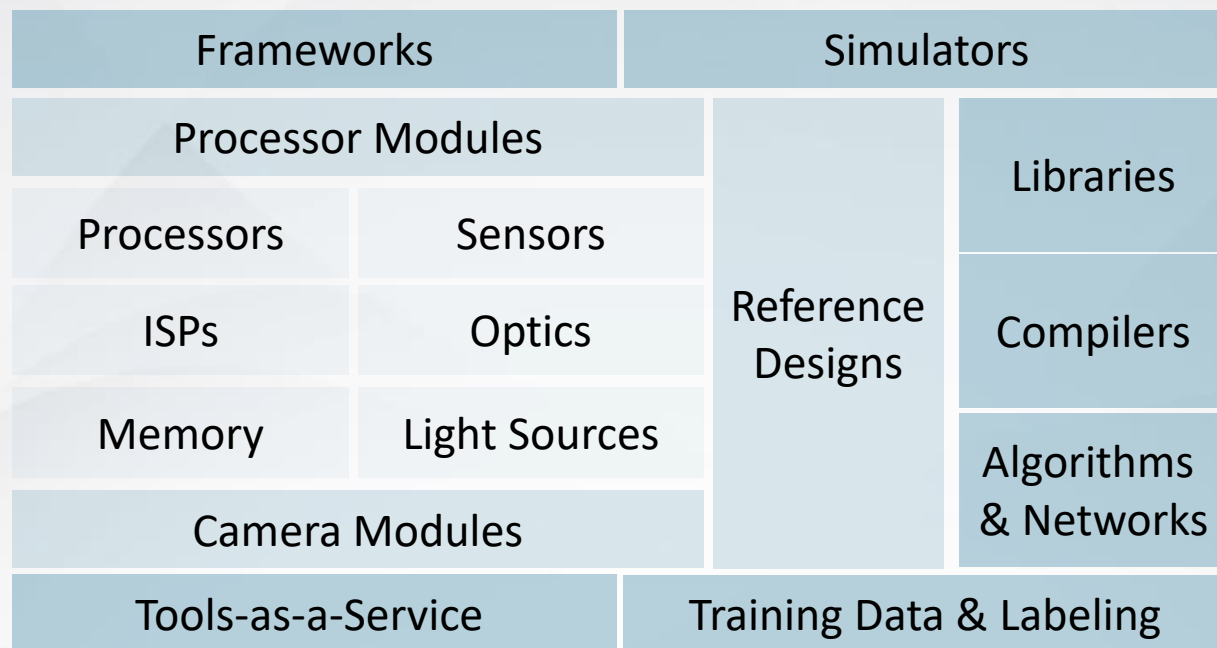 Frameworks
Simulators
Processor Modules
Processors
Sensors
ISPs
Optics
Memory
Light Sources
Camera Modules
Reference
Designs
Libraries
Compilers
Algorithms
& Networks
Tools-as-a-Service
Training Data & Labeling